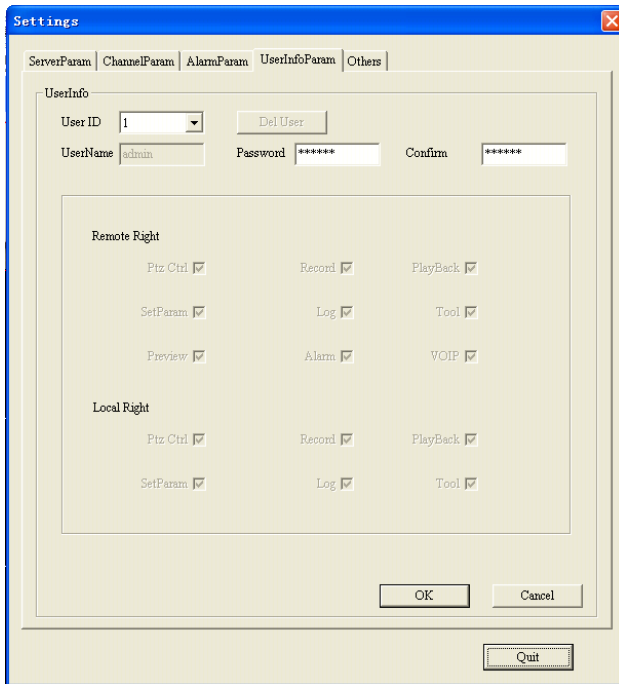 Settings
ServerParam ChannelParam AlarmParam UserInfoParam Others
UserInfo
User ID 1 Del User
UserName admin Password ****** Confirm ******
Remote Right
Ptz Ctrl Record PlayBack
SetParam Log Tool
Preview Alarm VOIP
Local Right
Ptz Ctrl Record PlayBack
SetParam Log Tool
OK Cancel
Quit